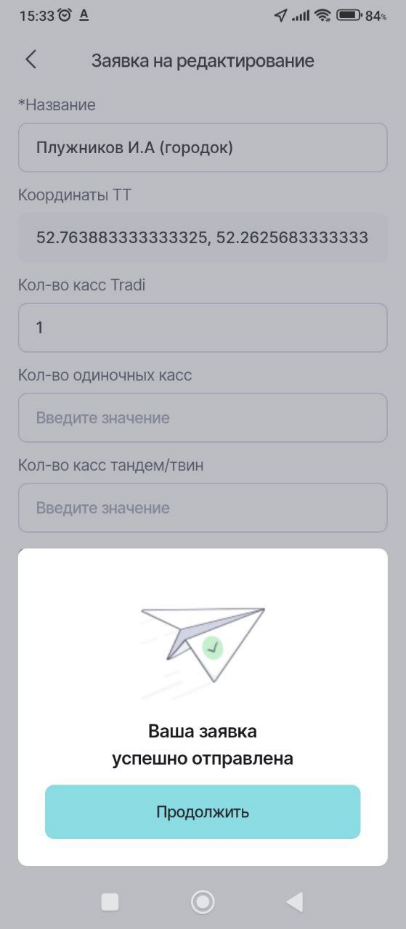 15:33 A 84%
Заявка на редактирование
*Название
Плужников И.А (городок)
Координаты ТТ
52.763883333333325, 52.2625683333333
Кол-во касс Tradi
1
Кол-во одиночных касс
Введите значение
Кол-во касс тандем/твин
Введите значение
Ваша заявка
успешно отправлена
Продолжить